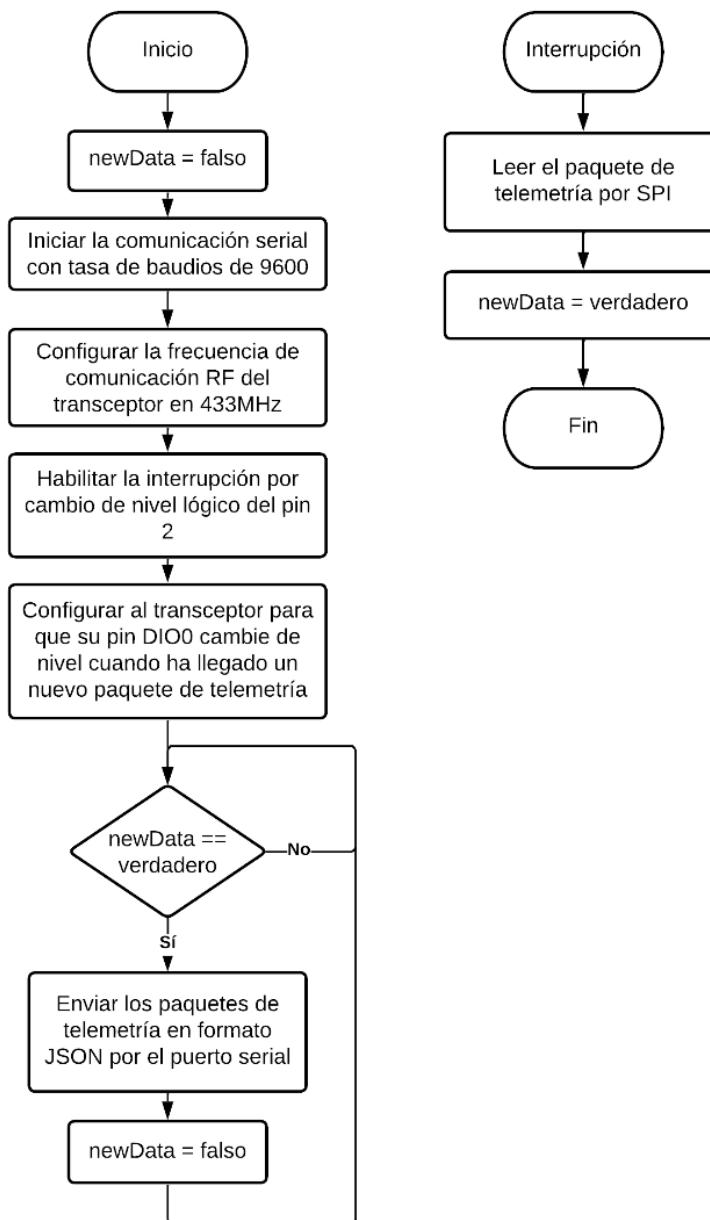 Inicio
newData = falso
Iniciar la comunicación serial
con tasa de baudios de 9600
Configurar la frecuencia de
comunicación RF del
transceptor en 433MHz
Habilitar la interrupción por
cambio de nivel lógico del pin
2
Configurar al transceptor para
que su pin DIO0 cambie de
nivel cuando ha llegado un
nuevo paquete de telemetría
newData ==
verdadero
No
Sí
Enviar los paquetes de
telemetría en formato
JSON por el puerto serial
newData = falso
Interrupción
Leer el paquete de
telemetría por SPI
newData = verdadero
Fin